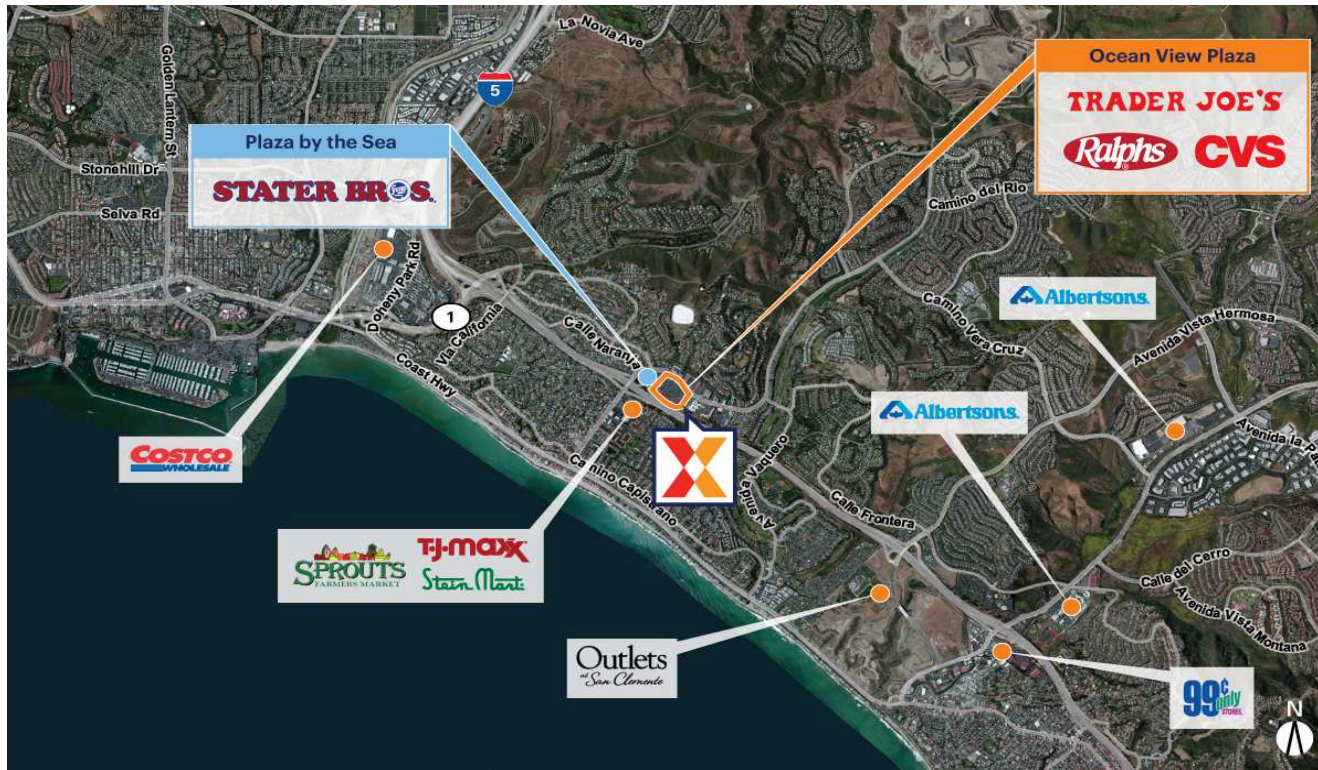 La Novia Ave
Golden Lantern St
5
Ocean View Plaza
TRADER JOE'S
Ralphs
CVS
Plaza by the Sea
STATER BROS.
Stonehill Dr
Selva Rd
Camino del Rio
Doheny Park Rd
1
Via California
Coast Hwy
Calle Naranja
Camino Vera Cruz
Albertsons
Avenida Vista Hermosa
Albertsons
Avenida la Pa
COSTCO
WHOLESALE
X
Camino Capistrano
Avenida Vaquero
Calle Frontera
SPROUTS
FARMERS MARKET
T·J·maxx
Stein Mart
Calle del Cerro
Avenida Vista Montana
Outlets
at San Clemente
99¢ only
STORES.
N